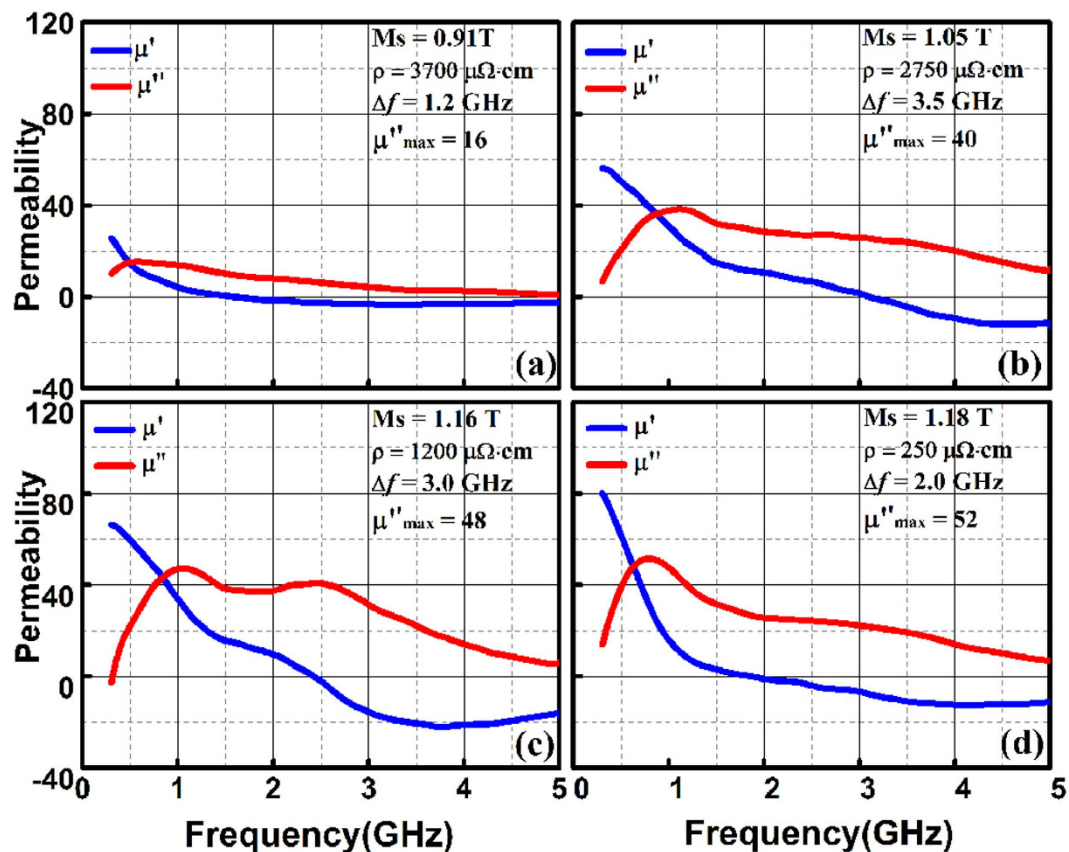 120
80
40
0
-40
Permeability
μ'
μ''
Ms = 0.91T
ρ = 3700 μΩ·cm
Δf = 1.2 GHz
μ''max = 16
(a)
μ'
μ''
Ms = 1.05 T
ρ = 2750 μΩ·cm
Δf = 3.5 GHz
μ''max = 40
(b)
120
80
40
0
-40
Permeability
μ'
μ''
Ms = 1.16 T
ρ = 1200 μΩ·cm
Δf = 3.0 GHz
μ''max = 48
(c)
0 1 2 3 4 5
Frequency(GHz)
μ'
μ''
Ms = 1.18 T
ρ = 250 μΩ·cm
Δf = 2.0 GHz
μ''max = 52
(d)
0 1 2 3 4 5
Frequency(GHz)